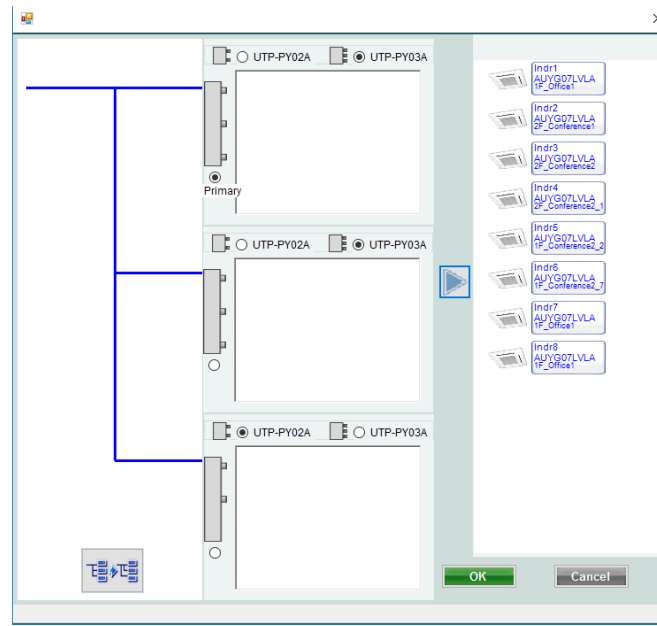 UTP-PY02A
UTP-PY03A
Primary
UTP-PY02A
UTP-PY03A
UTP-PY02A
UTP-PY03A
Indr1
AUYG07LVLA
1F_Office1
Indr2
AUYG07LVLA
2F_Conference1
Indr3
AUYG07LVLA
2F_Conference2
Indr4
AUYG07LVLA
2F_Conference2_1
Indr5
AUYG07LVLA
1F_Conference2_2
Indr6
AUYG07LVLA
1F_Conference2_7
Indr7
AUYG07LVLA
1F_Office1
Indr8
AUYG07LVLA
1F_Office1
OK
Cancel